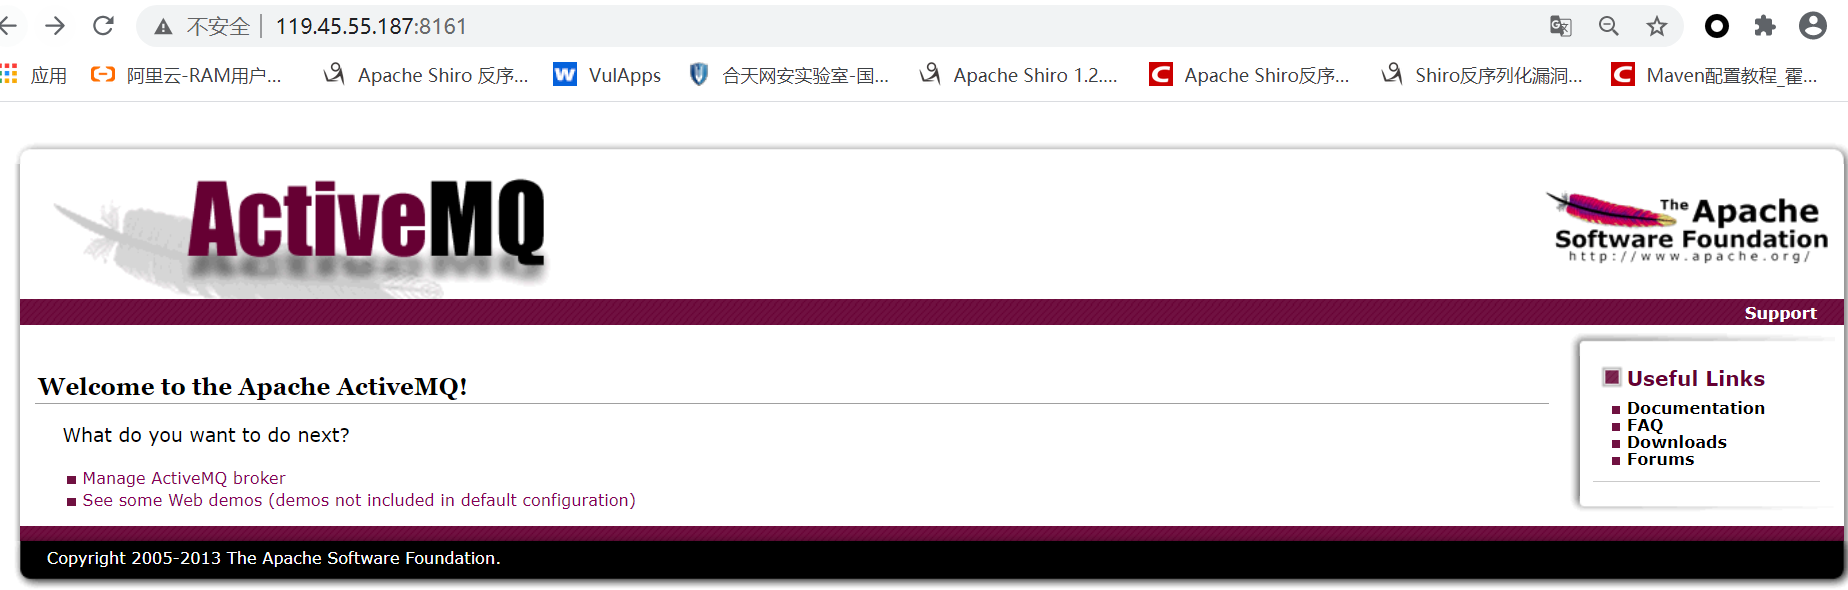 不安全 119.45.55.187:8161
应用 阿里云-RAM用户... Apache Shiro 反序... VulApps 合天网安实验室-国... Apache Shiro 1.2.... Apache Shiro反序... Shiro反序列化漏洞... Maven配置教程_霍...
ActiveMQ
The Apache
Software Foundation
http://www.apache.org/
Support
Welcome to the Apache ActiveMQ!
What do you want to do next?
Manage ActiveMQ broker
See some Web demos (demos not included in default configuration)
Useful Links
Documentation
FAQ
Downloads
Forums
Copyright 2005-2013 The Apache Software Foundation.